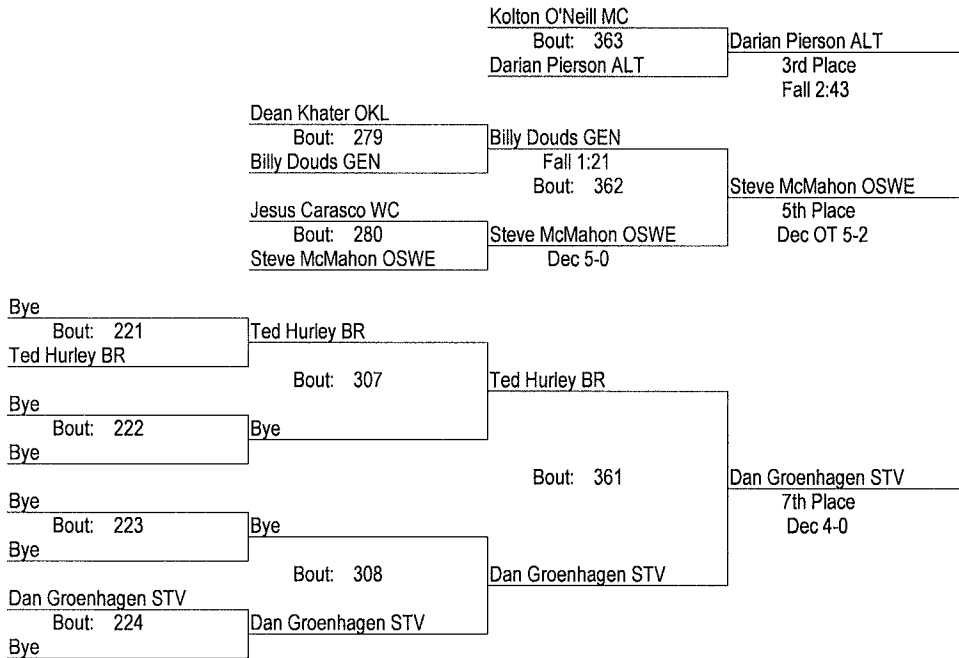 Kolton O'Neill MC
Bout: 363
Darian Pierson ALT
Darian Pierson ALT
3rd Place
Fall 2:43
Dean Khater OKL
Bout: 279
Billy Douds GEN
Billy Douds GEN
Fall 1:21
Bout: 362
Steve McMahon OSWE
5th Place
Dec OT 5-2
Jesus Carasco WC
Bout: 280
Steve McMahon OSWE
Steve McMahon OSWE
Dec 5-0
Bye
Bout: 221
Ted Hurley BR
Ted Hurley BR
Bout: 307
Ted Hurley BR
Bye
Bout: 222
Bye
Bye
Bout: 361
Dan Groenhagen STV
7th Place
Dec 4-0
Bye
Bout: 223
Bye
Bye
Bout: 308
Dan Groenhagen STV
Dan Groenhagen STV
Bout: 224
Bye
Dan Groenhagen STV